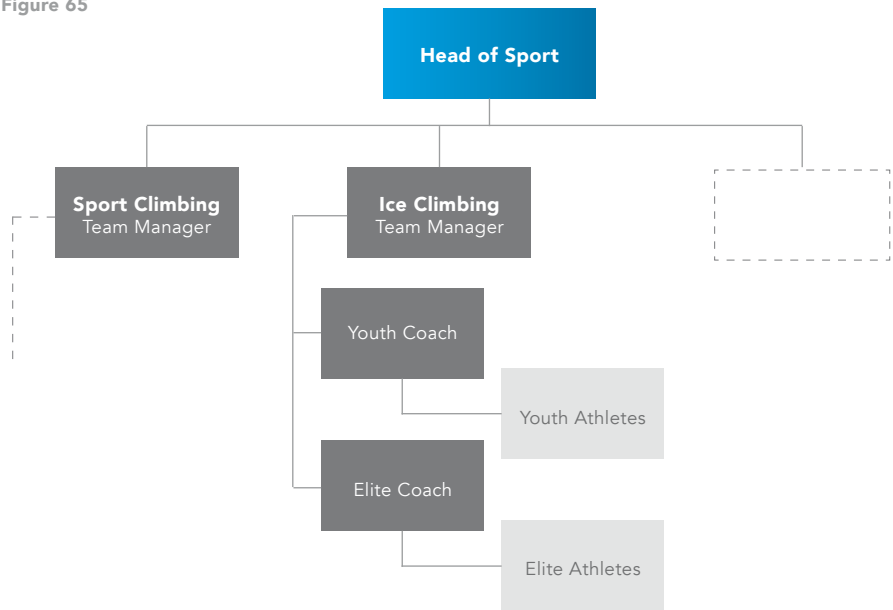 Figure 65
Head of Sport
Sport Climbing
Team Manager
Ice Climbing
Team Manager
Youth Coach
Youth Athletes
Elite Coach
Elite Athletes